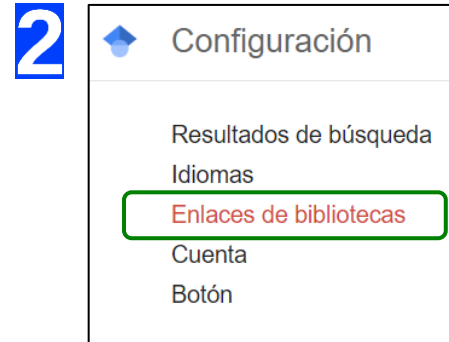 2
Configuración
Resultados de búsqueda
Idiomas
Enlaces de bibliotecas
Cuenta
Botón